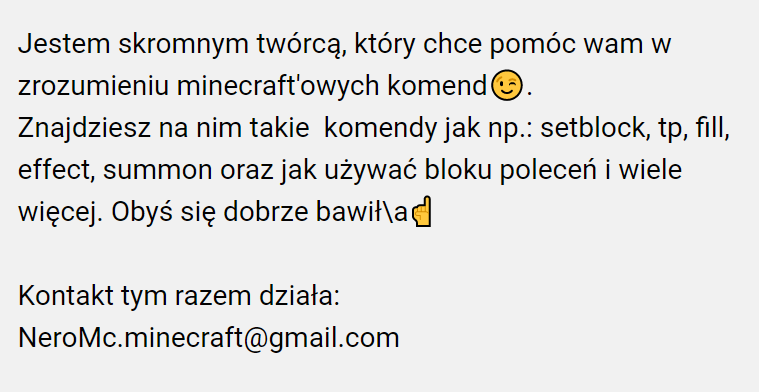 Jestem skromnym twórcą, który chce pomóc wam w
zrozumieniu minecraft'owych komend😉.
Znajdziesz na nim takie  komendy jak np.: setblock, tp, fill,
effect, summon oraz jak używać bloku poleceń i wiele
więcej. Obyś się dobrze bawił\a☝️
Kontakt tym razem działa:
NeroMc.minecraft@gmail.com